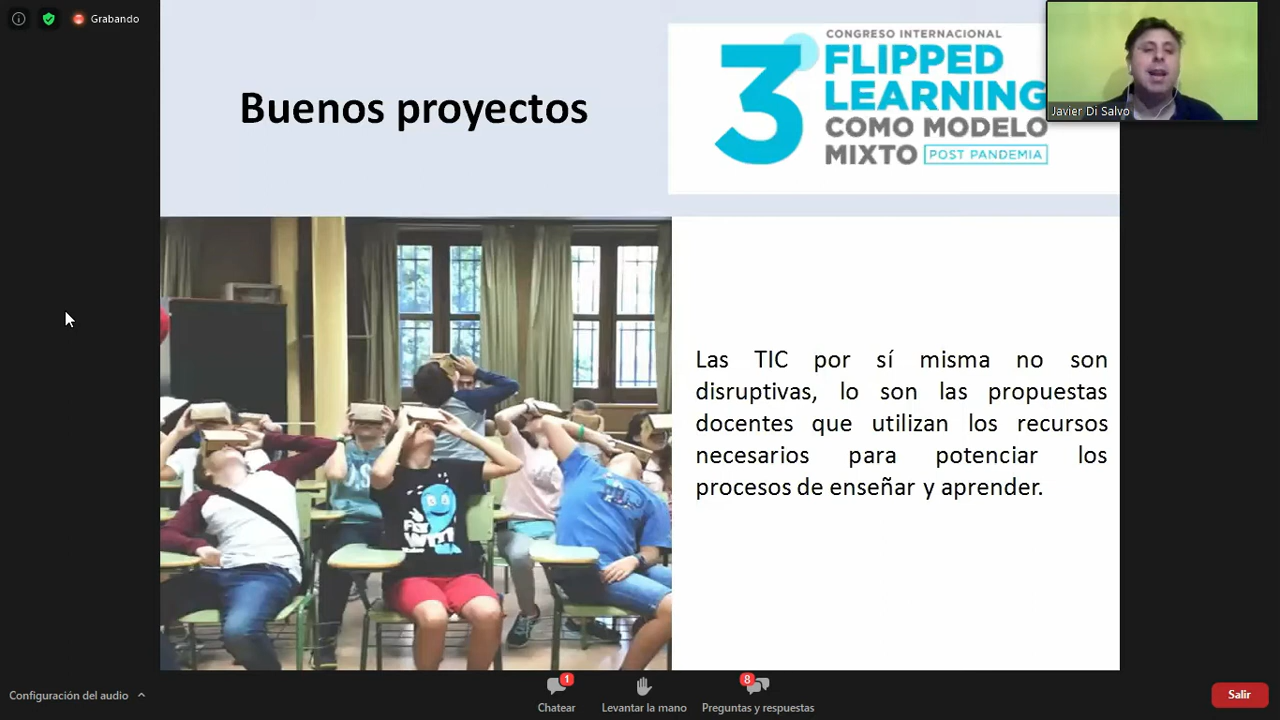 Grabando
Buenos proyectos
3
CONGRESO INTERNACIONAL
FLIPPED
LEARNING
COMO MODELO
MIXTO POST PANDEMIA
Javier Di Salvo
Las TIC por sí misma no son
disruptivas, lo son las propuestas
docentes que utilizan los recursos
necesarios para potenciar los
procesos de enseñar y aprender.
Configuración del audio
1
Chatear
Levantar la mano
8
Preguntas y respuestas
Salir